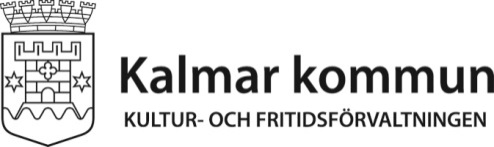 Kalmar kommun
KULTUR- OCH FRITIDSFÖRVALTNINGEN